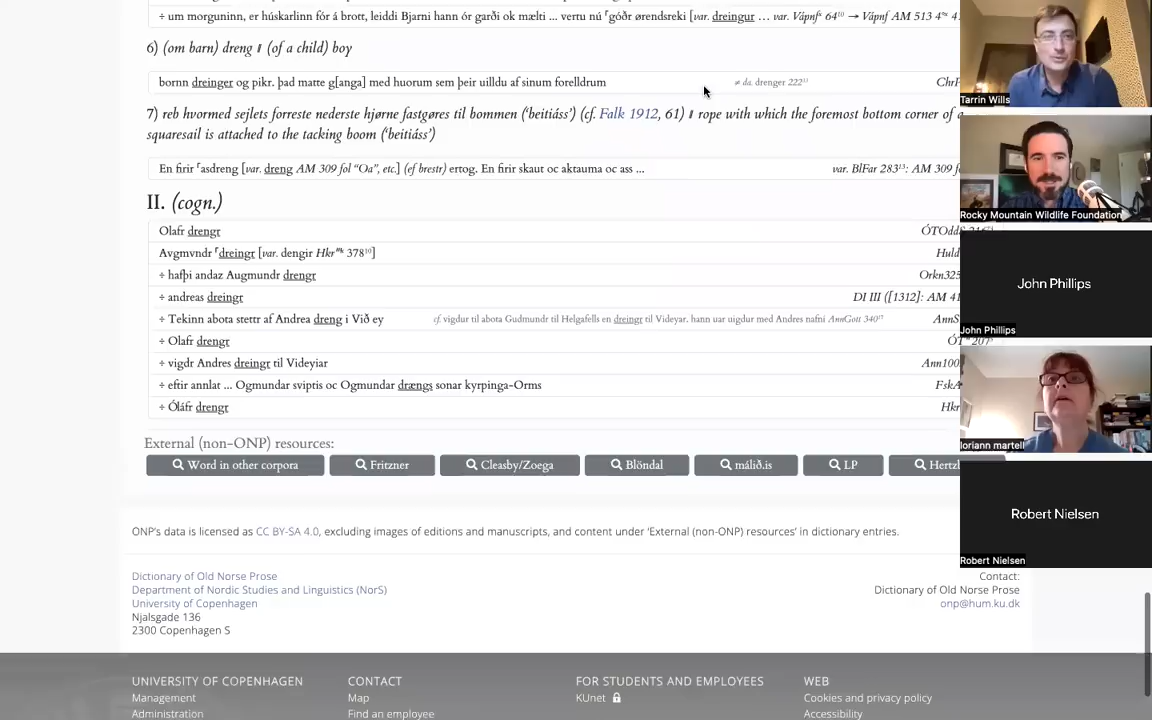 ÷ um morguninn, er húskarlinn fór á brott, leiddi Bjarni hann ór garði ok mælti ... vertu nú ⸢góðr ørendsreki [var. dreingur … var. Vápnᶠ 64⁽ⁱ⁾ → Vápnf AM 513 4°
6) (om barn) dreng ⫽ (of a child) boy
bornn dreinger og pikr. þad matte g[anga] med huorum sem þeir uilldu af sinum forelldrum
≠ da. drenger 222
ChrP
7) reb hvormed sejlets forreste nederste hjørne fastgøres til bommen (‘beitiáss’) (cf. Falk 1912, 61) ⫽ rope with which the foremost bottom corner of a
squaresail is attached to the tacking boom (‘beitiáss’)
En firir ⸢asdreng [var. dreng AM 309 fol “Oa”, etc.] (ef brestr) ertog. En firir skaut oc aktauma oc ass ...
var. BlFar 283¹³: AM 309 f
II. (cogn.)
Olafr drengr
ÓTOdd
Avgmvndr ⸢dreingr [var. dengir Hkr 378]
Huld
÷ hafþi andaz Augmundr drengr
Orkn325
÷ andreas dreingr
DI III ([1312]: AM 41
÷ Tekinn abota stettr af Andrea dreng i Við ey
cf. vigdur til abota Gudmundur til Helgafells en dreingr til Videyar. hann uar uigdur med Andres nafni AnnGott 340
AnnS
÷ Olafr drengr
÷ vigdr Andres dreingr til Videyiar
Ann100
÷ eftir annlat ... Ogmundar sviptis oc Ogmundar drængs sonar kyrpinga-Orms
FskA
÷ Óláfr drengr
Hkr
External (non-ONP) resources:
Word in other corpora
Fritzner
Cleasby/Zoega
Blöndal
málið.is
LP
Hertz
ONP’s data is licensed as CC BY-SA 4.0, excluding images of editions and manuscripts, and content under ‘External (non-ONP) resources’ in dictionary entries.
Dictionary of Old Norse Prose
Department of Nordic Studies and Linguistics (NorS)
University of Copenhagen
Njalsgade 136
2300 Copenhagen S
Contact:
Dictionary of Old Norse Prose
onp@hum.ku.dk
UNIVERSITY OF COPENHAGEN
Management
Administration
CONTACT
Map
Find an employee
FOR STUDENTS AND EMPLOYEES
KUnet
WEB
Cookies and privacy policy
Accessibility
Tarrin Wills
Rocky Mountain Wildlife Foundation
John Phillips
John Phillips
loriann martell
Robert Nielsen
Robert Nielsen